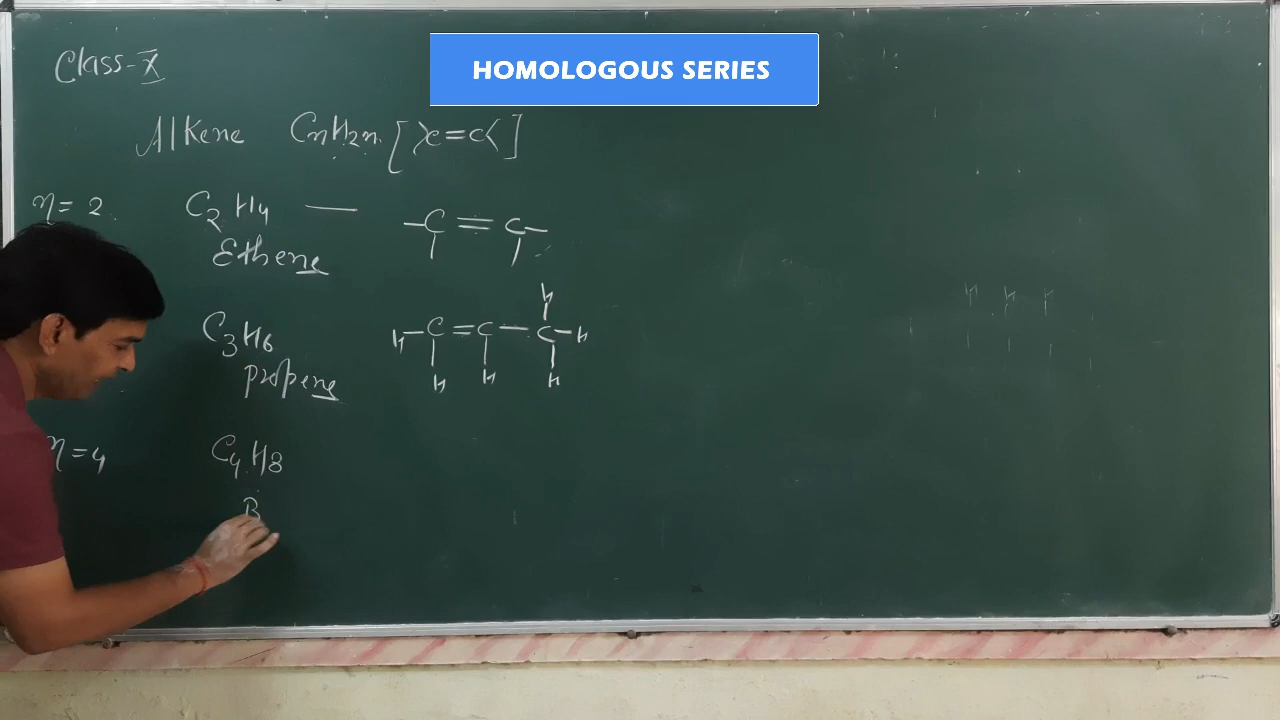 HOMOLOGOUS SERIES
Class-X
Alkene CnH2n [>C=C<]
n=2 C2H4 — -C=C-
Ethene
H
C3H6 H-C=C-C-H
H H H
propene
n=4 C4H8
B
H H H